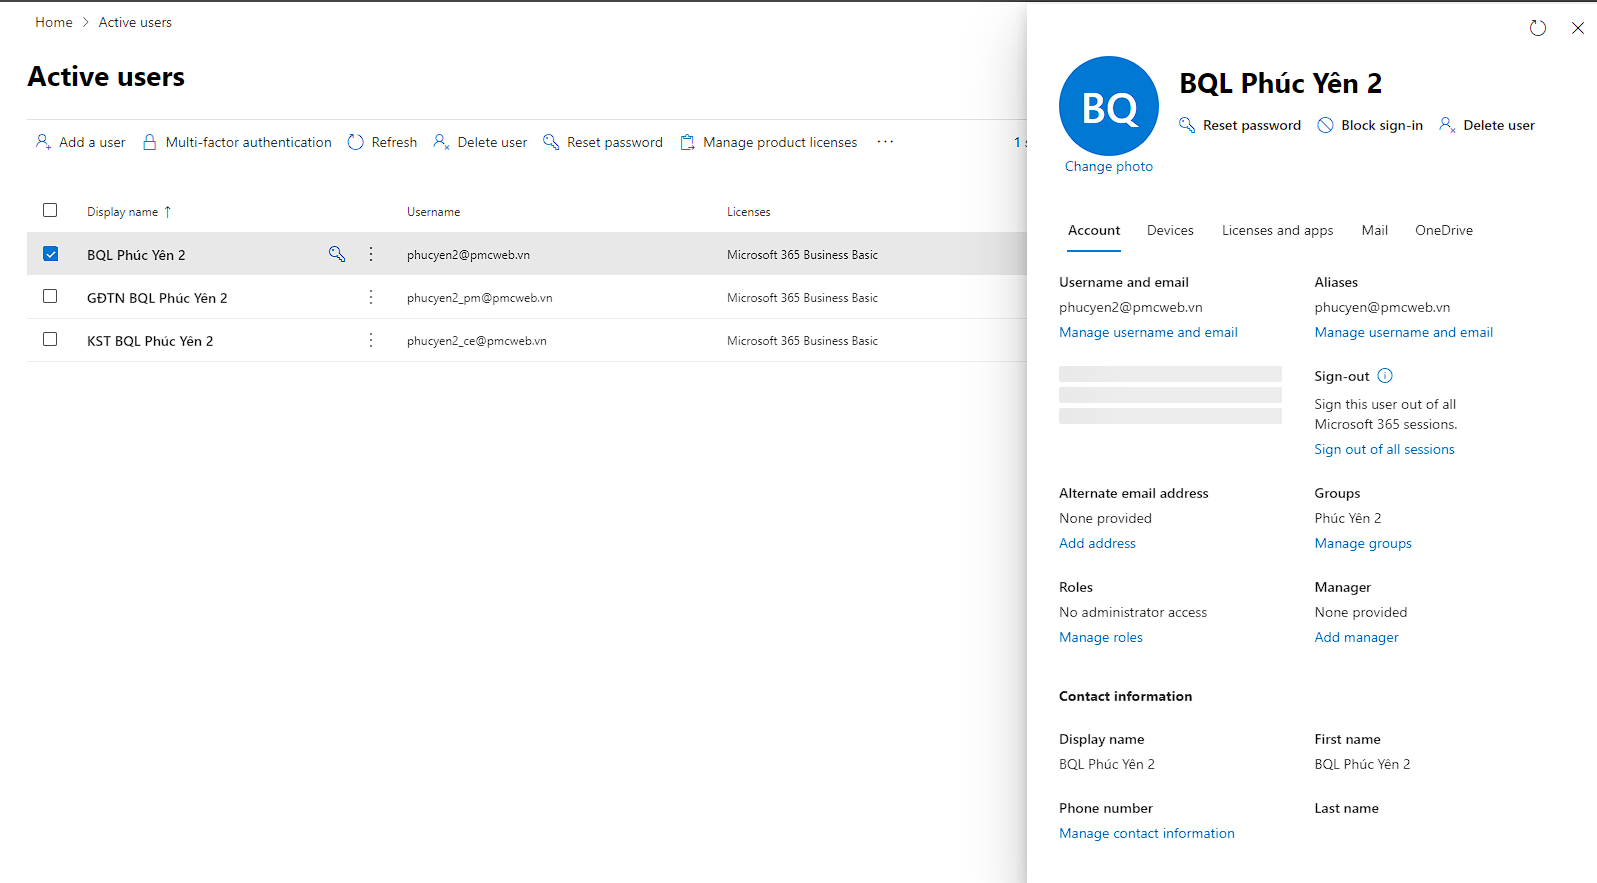 Home > Active users
Active users
Add a user Multi-factor authentication Refresh Delete user Reset password Manage product licenses ··· 1
Display name ↑ Username Licenses
BQL Phúc Yên 2 phucyen2@pmcweb.vn Microsoft 365 Business Basic
GĐTN BQL Phúc Yên 2 phucyen2_pm@pmcweb.vn Microsoft 365 Business Basic
KST BQL Phúc Yên 2 phucyen2_ce@pmcweb.vn Microsoft 365 Business Basic
BQ
Change photo
BQL Phúc Yên 2
Reset password Block sign-in Delete user
Account Devices Licenses and apps Mail OneDrive
Username and email
phucyen2@pmcweb.vn
Manage username and email
Aliases
phucyen@pmcweb.vn
Manage username and email
Sign-out
Sign this user out of all
Microsoft 365 sessions.
Sign out of all sessions
Alternate email address
None provided
Add address
Groups
Phúc Yên 2
Manage groups
Roles
No administrator access
Manage roles
Manager
None provided
Add manager
Contact information
Display name
BQL Phúc Yên 2
First name
BQL Phúc Yên 2
Phone number
Manage contact information
Last name